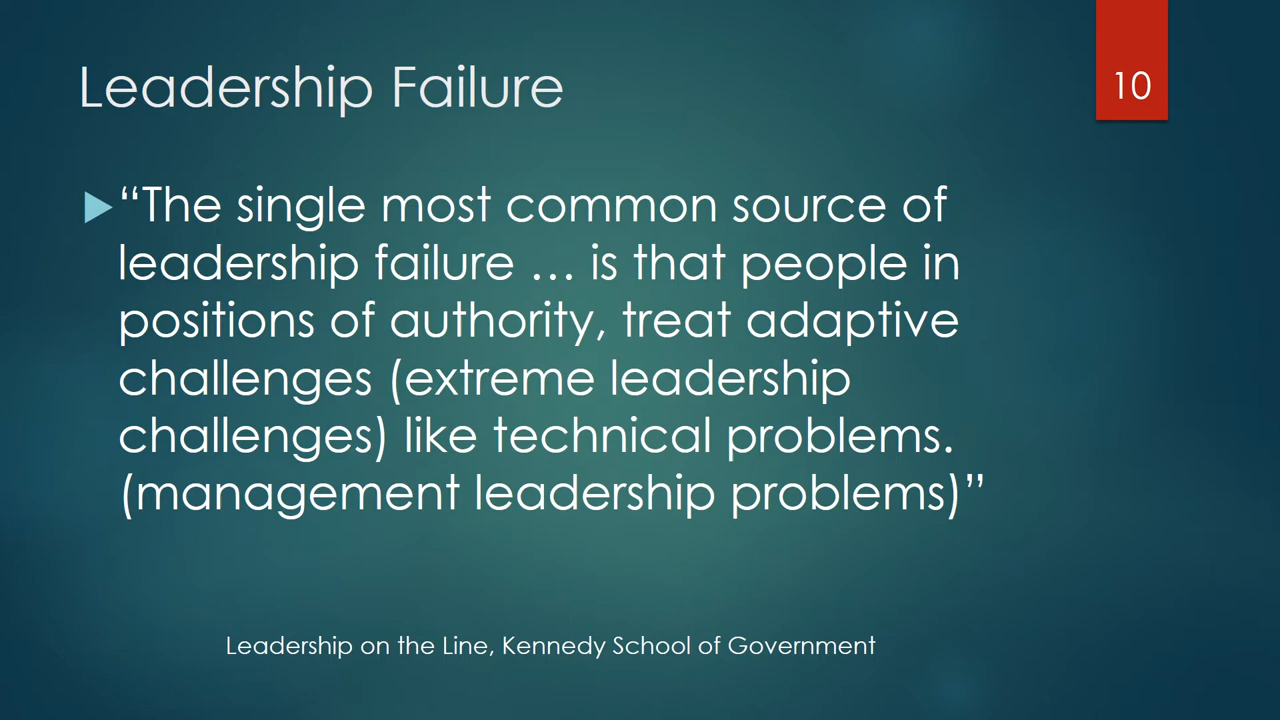 Leadership Failure
10
“The single most common source of
leadership failure … is that people in
positions of authority, treat adaptive
challenges (extreme leadership
challenges) like technical problems.
(management leadership problems)”
Leadership on the Line, Kennedy School of Government